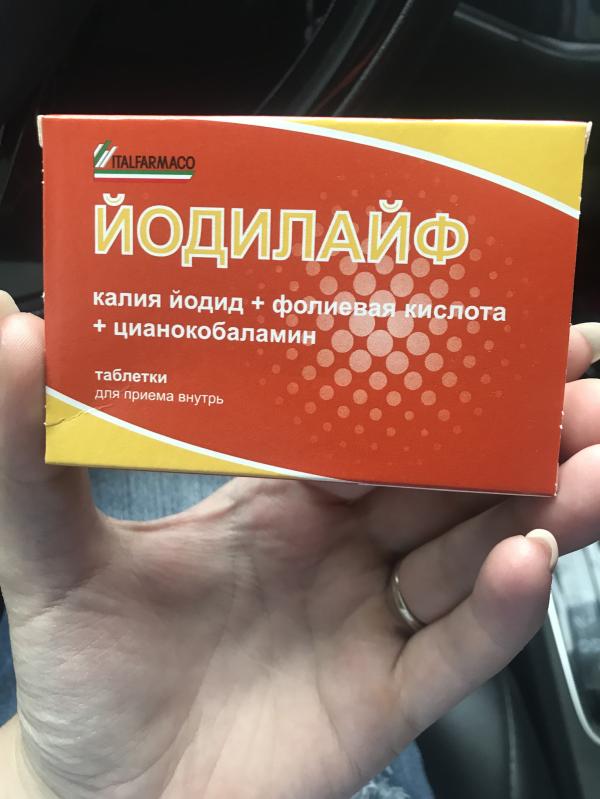 ITALFARMACO
ЙОДИЛАЙФ
калия йодид + фолиевая кислота
+ цианокобаламин
таблетки
для приема внутрь